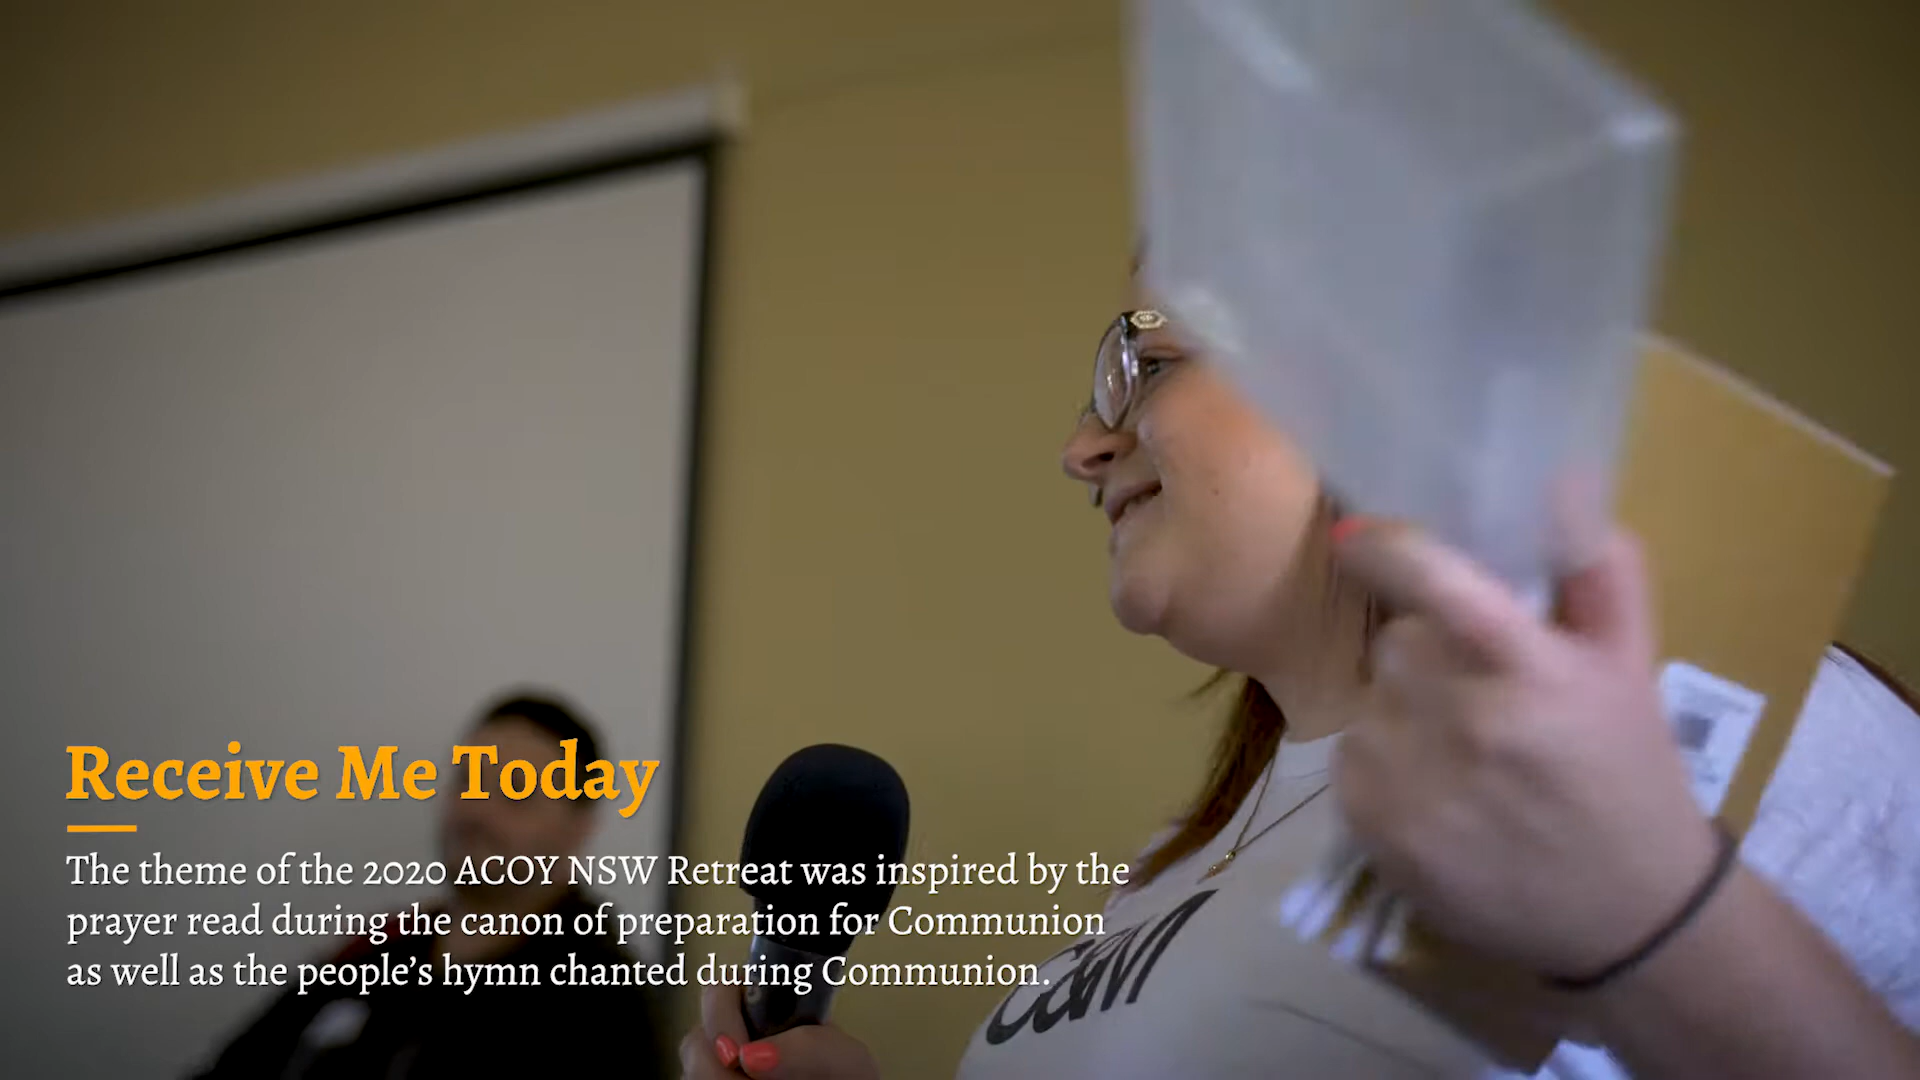 Receive Me Today
The theme of the 2020 ACOY NSW Retreat was inspired by the
prayer read during the canon of preparation for Communion
as well as the people’s hymn chanted during Communion.